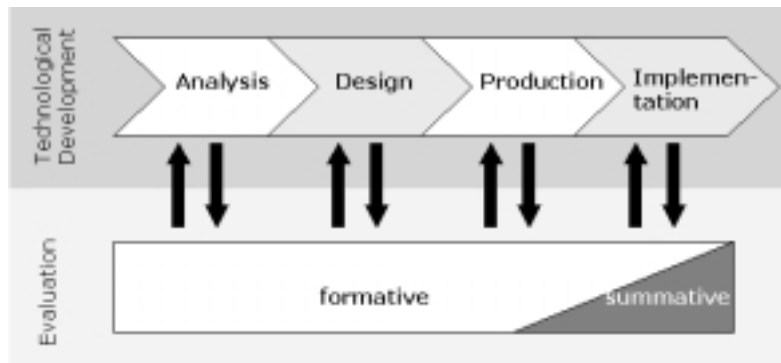 Technological
Development
Analysis
Design
Production
Implemen-
tation
Evaluation
formative
summative